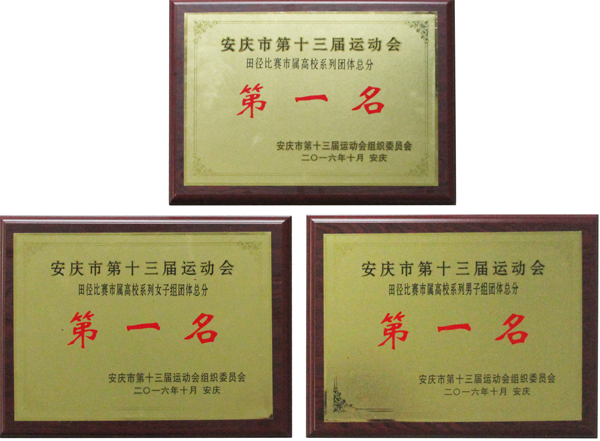 安庆市第十三届运动会
田径比赛市属高校系列团体总分
第一名
安庆市第十三届运动会组织委员会
二〇一六年十月 安庆
安庆市第十三届运动会
田径比赛市属高校系列女子组团体总分
第一名
安庆市第十三届运动会组织委员会
二〇一六年十月 安庆
安庆市第十三届运动会
田径比赛市属高校系列男子组团体总分
第一名
安庆市第十三届运动会组织委员会
二〇一六年十月 安庆